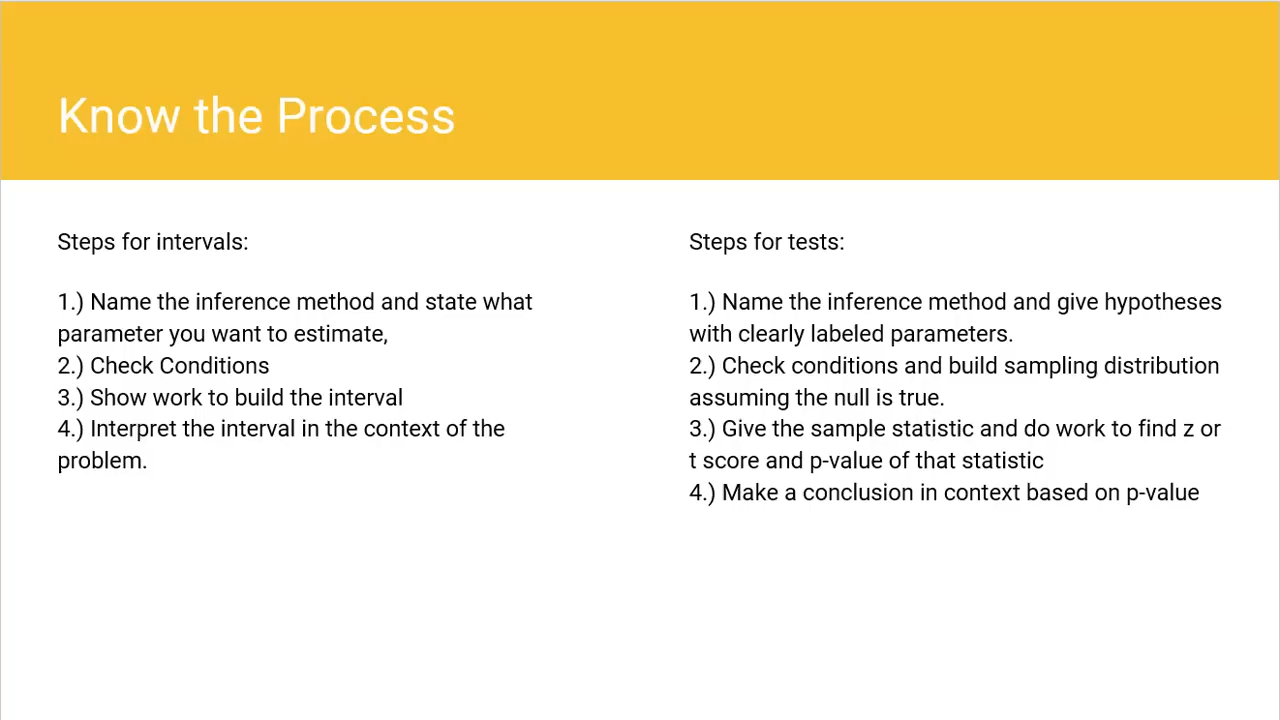 Know the Process
Steps for intervals:
1.) Name the inference method and state what
parameter you want to estimate,
2.) Check Conditions
3.) Show work to build the interval
4.) Interpret the interval in the context of the
problem.
Steps for tests:
1.) Name the inference method and give hypotheses
with clearly labeled parameters.
2.) Check conditions and build sampling distribution
assuming the null is true.
3.) Give the sample statistic and do work to find z or
t score and p-value of that statistic
4.) Make a conclusion in context based on p-value